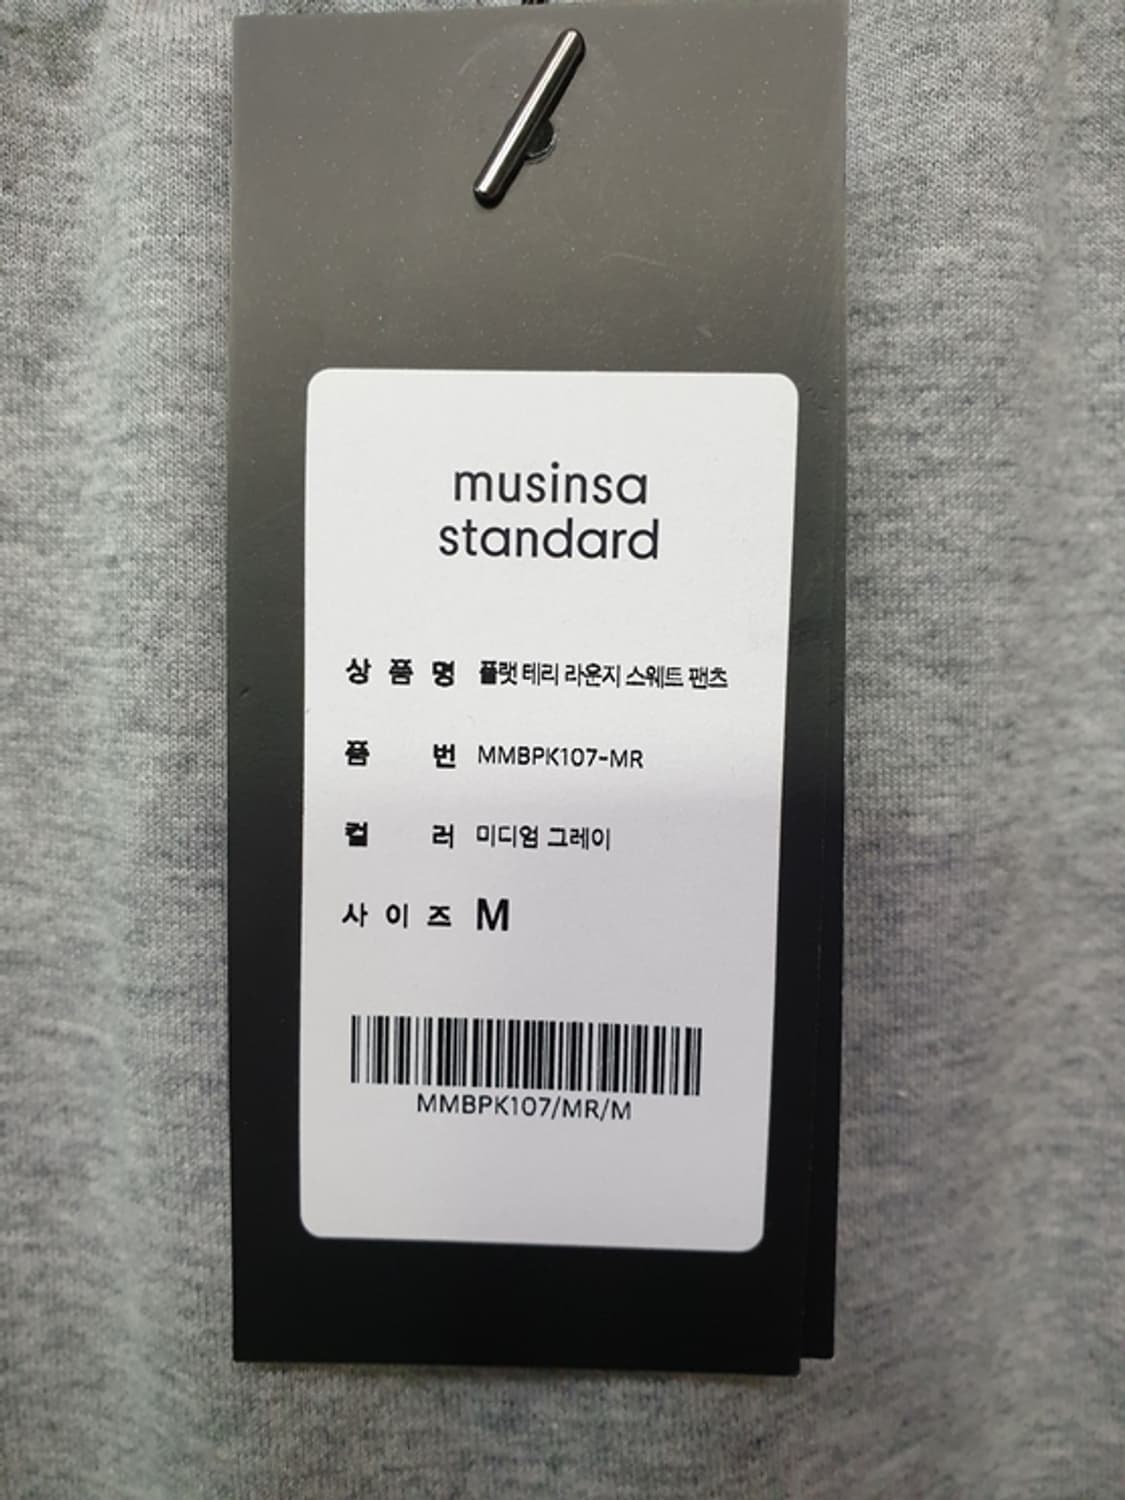 musinsa
standard
상품명 플랫 테리 라운지 스웨트 팬츠
품번 MMBPK107-MR
컬러 미디엄 그레이
사이즈 M
MMBPK107/MR/M